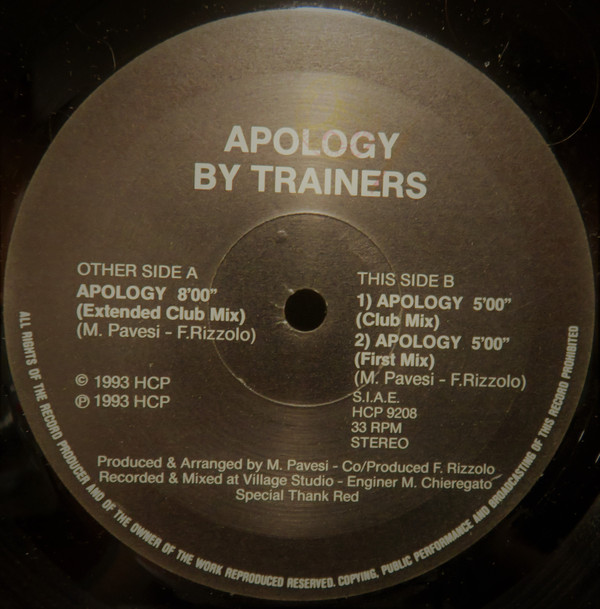 APOLOGY
BY TRAINERS
OTHER SIDE A
APOLOGY 8'00"
(Extended Club Mix)
(M. Pavesi - F.Rizzolo)
© 1993 HCP
℗ 1993 HCP
THIS SIDE B
1) APOLOGY 5'00"
(Club Mix)
2) APOLOGY 5'00"
(First Mix)
(M. Pavesi - F.Rizzolo)
S.I.A.E.
HCP 9208
33 RPM
STEREO
Produced & Arranged by M. Pavesi - Co/Produced F. Rizzolo
Recorded & Mixed at Village Studio - Enginer M. Chieregato
Special Thank Red
ALL RIGHTS OF THE RECORD PRODUCER AND OF THE OWNER OF THE WORK REPRODUCED RESERVED. COPYING, PUBLIC PERFORMANCE AND BROADCASTING OF THIS RECORD PROHIBITED